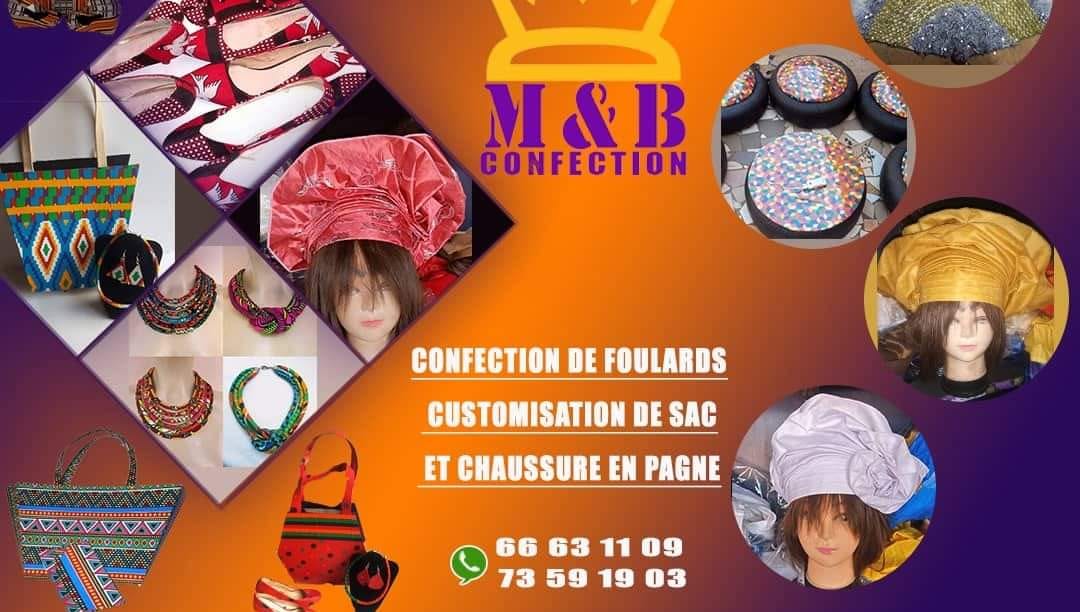 M & B
CONFECTION
CONFECTION DE FOULARDS
CUSTOMISATION DE SAC
ET CHAUSSURE EN PAGNE
66 63 11 09
73 59 19 03